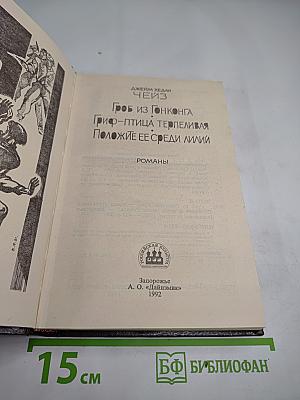 ДЖЕЙМС ХЕДЛИ
ЧЕЙЗ
ГРОБ ИЗ ГОНКОНГА
ГРИФ–ПТИЦА ТЕРПЕЛИВАЯ
ПОЛОЖИТЕ ЕЕ СРЕДИ ЛИЛИЙ
РОМАНЫ
Запорожье
А. О. «Дайджын»
1992
15 см
БФ БИБЛИОФАН